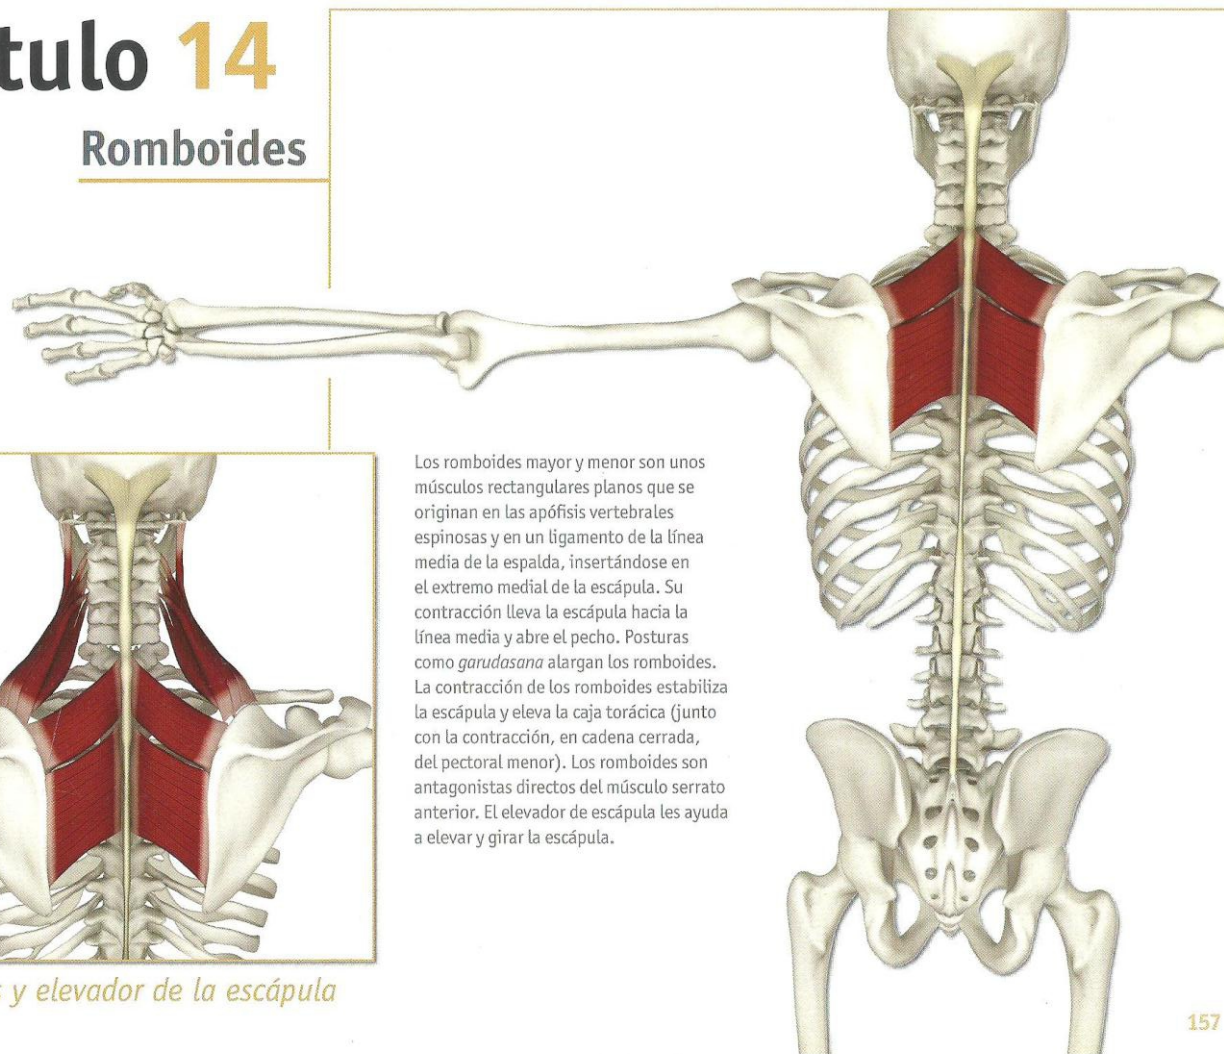 tulo 14
Romboides
Los romboides mayor y menor son unos
músculos rectangulares planos que se
originan en las apófisis vertebrales
espinosas y en un ligamento de la línea
media de la espalda, insertándose en
el extremo medial de la escápula. Su
contracción lleva la escápula hacia la
línea media y abre el pecho. Posturas
como garudasana alargan los romboides.
La contracción de los romboides estabiliza
la escápula y eleva la caja torácica (junto
con la contracción, en cadena cerrada,
del pectoral menor). Los romboides son
antagonistas directos del músculo serrato
anterior. El elevador de escápula les ayuda
a elevar y girar la escápula.
s y elevador de la escápula
157